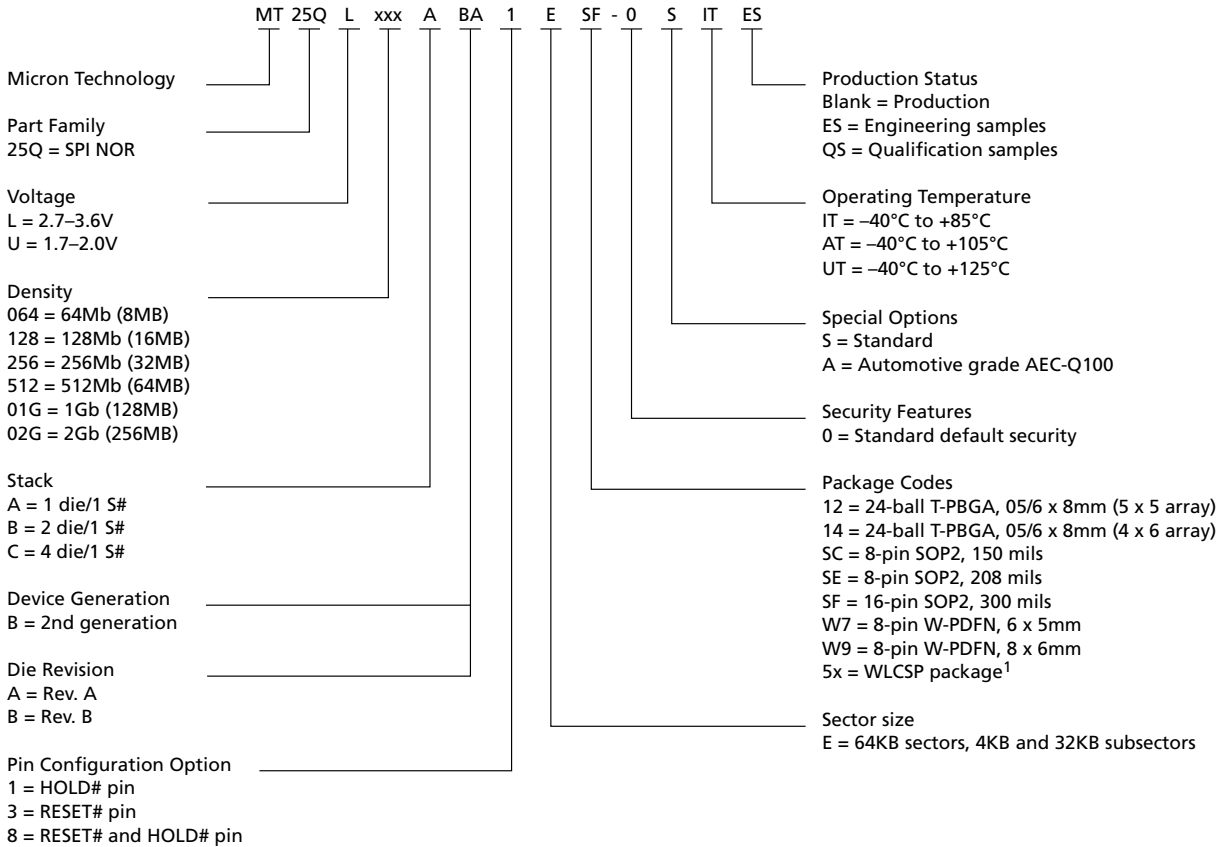 MT 25Q L xxx A BA 1 E SF - 0 S IT ES
Micron Technology
Part Family
25Q = SPI NOR
Voltage
L = 2.7–3.6V
U = 1.7–2.0V
Density
064 = 64Mb (8MB)
128 = 128Mb (16MB)
256 = 256Mb (32MB)
512 = 512Mb (64MB)
01G = 1Gb (128MB)
02G = 2Gb (256MB)
Stack
A = 1 die/1 S#
B = 2 die/1 S#
C = 4 die/1 S#
Device Generation
B = 2nd generation
Die Revision
A = Rev. A
B = Rev. B
Pin Configuration Option
1 = HOLD# pin
3 = RESET# pin
8 = RESET# and HOLD# pin
Production Status
Blank = Production
ES = Engineering samples
QS = Qualification samples
Operating Temperature
IT = –40°C to +85°C
AT = –40°C to +105°C
UT = –40°C to +125°C
Special Options
S = Standard
A = Automotive grade AEC-Q100
Security Features
0 = Standard default security
Package Codes
12 = 24-ball T-PBGA, 05/6 x 8mm (5 x 5 array)
14 = 24-ball T-PBGA, 05/6 x 8mm (4 x 6 array)
SC = 8-pin SOP2, 150 mils
SE = 8-pin SOP2, 208 mils
SF = 16-pin SOP2, 300 mils
W7 = 8-pin W-PDFN, 6 x 5mm
W9 = 8-pin W-PDFN, 8 x 6mm
5x = WLCSP package1
Sector size
E = 64KB sectors, 4KB and 32KB subsectors